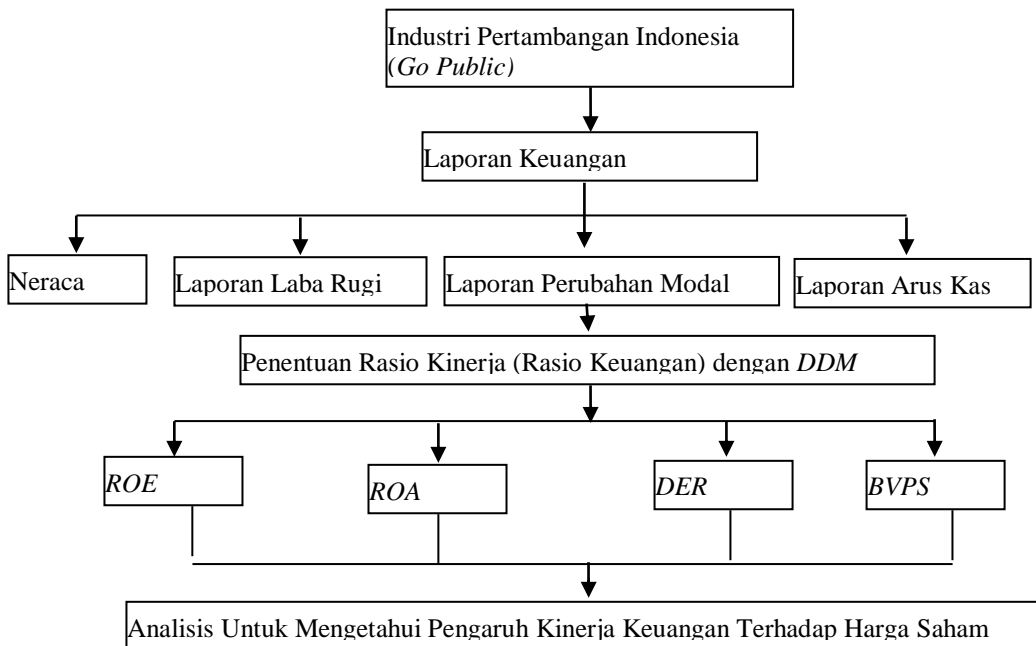 Industri Pertambangan Indonesia
(Go Public)
Laporan Keuangan
Neraca
Laporan Laba Rugi
Laporan Perubahan Modal
Laporan Arus Kas
Penentuan Rasio Kinerja (Rasio Keuangan) dengan DDM
ROE
ROA
DER
BVPS
Analisis Untuk Mengetahui Pengaruh Kinerja Keuangan Terhadap Harga Saham